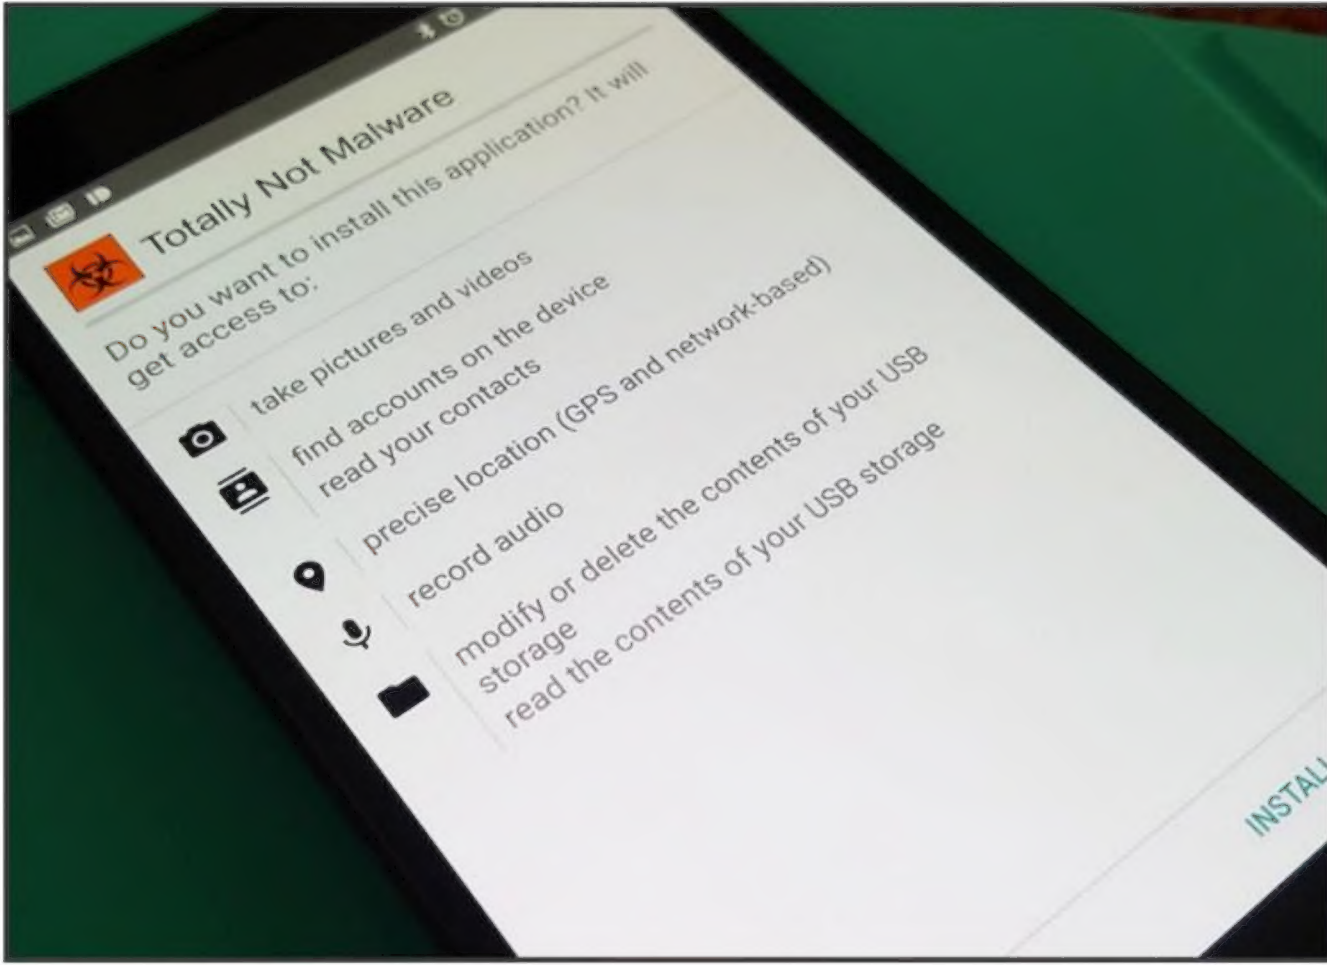 Totally Not Malware
Do you want to install this application? It will
get access to:
take pictures and videos
find accounts on the device
read your contacts
precise location (GPS and network-based)
record audio
modify or delete the contents of your USB
storage
read the contents of your USB storage
INSTALL